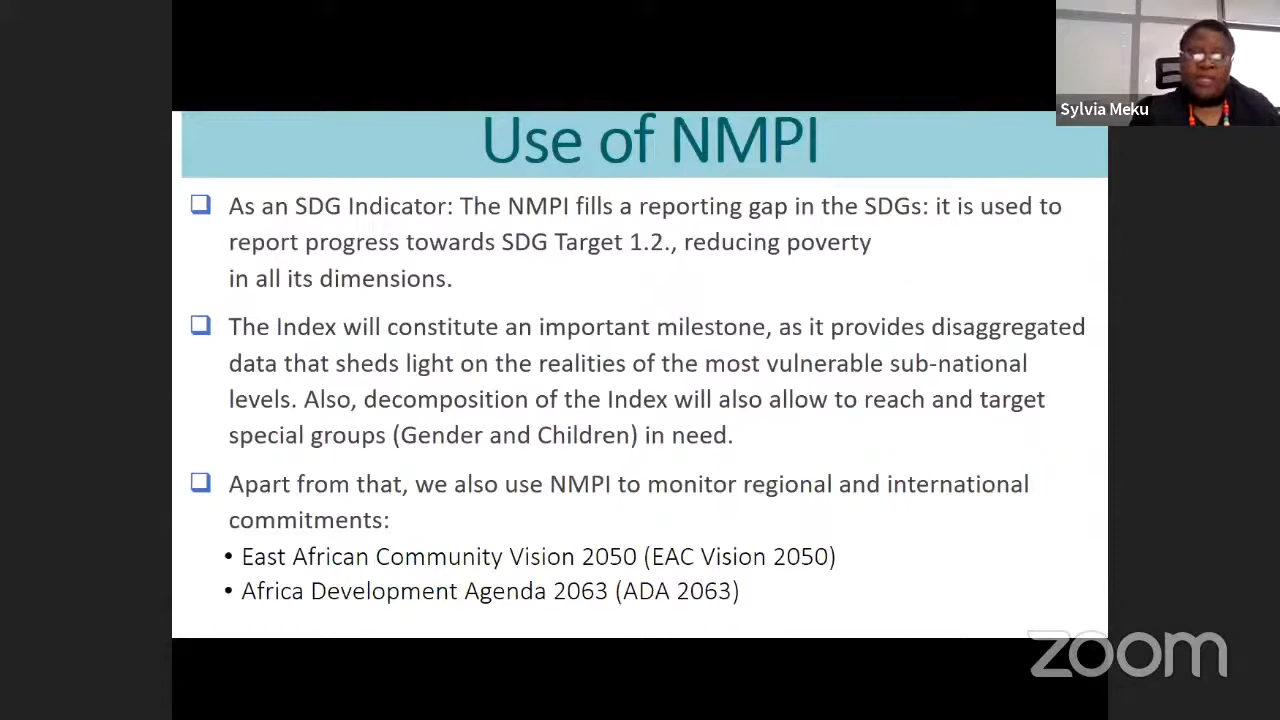 Sylvia Meku
Use of NMPI
As an SDG Indicator: The NMPI fills a reporting gap in the SDGs: it is used to
report progress towards SDG Target 1.2., reducing poverty
in all its dimensions.
The Index will constitute an important milestone, as it provides disaggregated
data that sheds light on the realities of the most vulnerable sub-national
levels. Also, decomposition of the Index will also allow to reach and target
special groups (Gender and Children) in need.
Apart from that, we also use NMPI to monitor regional and international
commitments:
• East African Community Vision 2050 (EAC Vision 2050)
• Africa Development Agenda 2063 (ADA 2063)
zoom